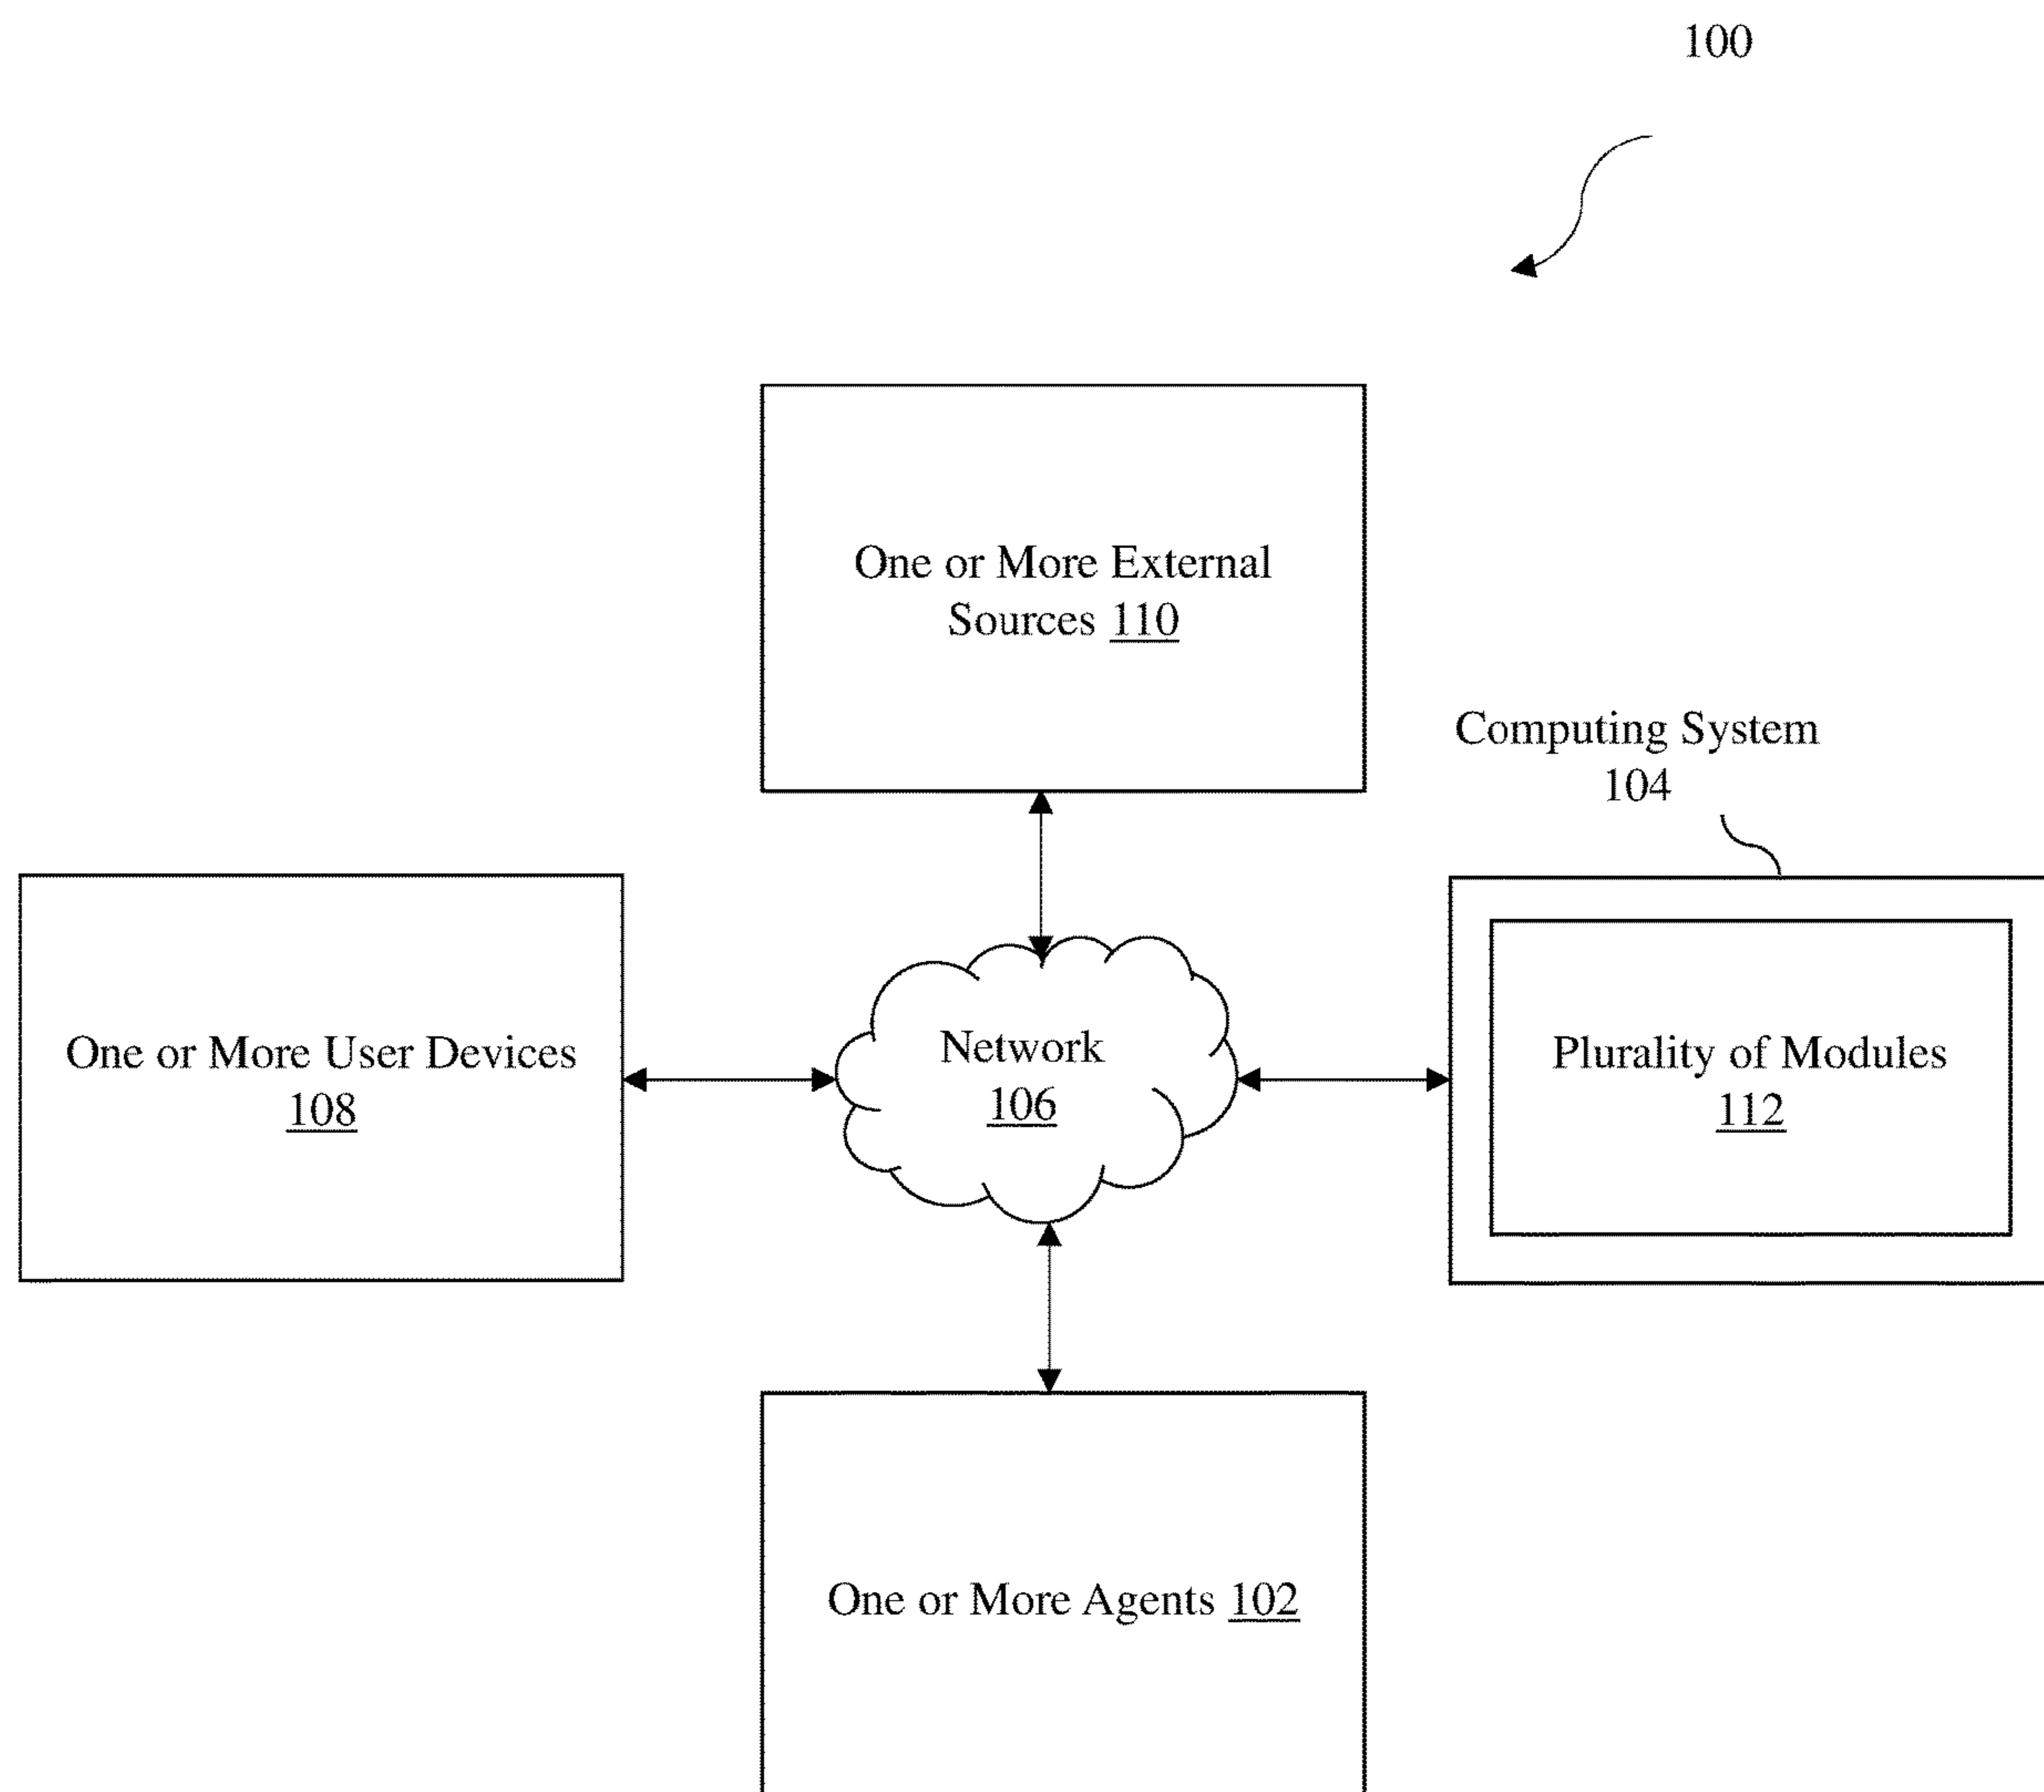 100
One or More External
Sources 110
Computing System
104
One or More User Devices
108
Network
106
Plurality of Modules
112
One or More Agents 102